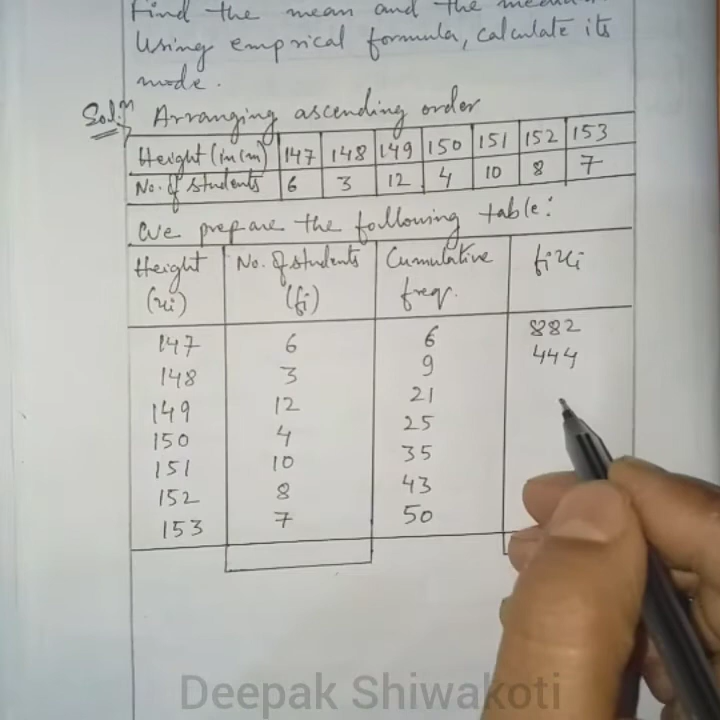 Find the mean and the median.
Using emprical formula, calculate its
mode.
Sol:n Arranging ascending order
Height (in cm) 147 148 149 150 151 152 153
No. of students 6 3 12 4 10 8 7
We prepare the following table:
Height (xi) No. of students (fi) Cumulative freq. fixi
147 6 6 882
148 3 9 444
149 12 21
150 4 25
151 10 35
152 8 43
153 7 50
Deepak Shiwakoti